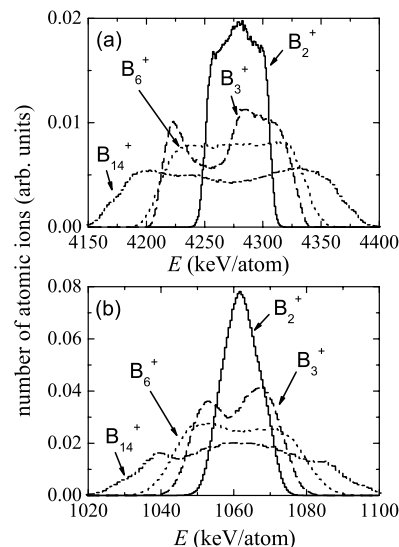 number of atomic ions (arb. units)
(a)
0.02
0.01
0.00
B₂⁺
B₃⁺
B₆⁺
B₁₄⁺
4150 4200 4250 4300 4350 4400
E (keV/atom)
(b)
0.08
0.06
0.04
0.02
0.00
B₂⁺
B₃⁺
B₆⁺
B₁₄⁺
1020 1040 1060 1080 1100
E (keV/atom)